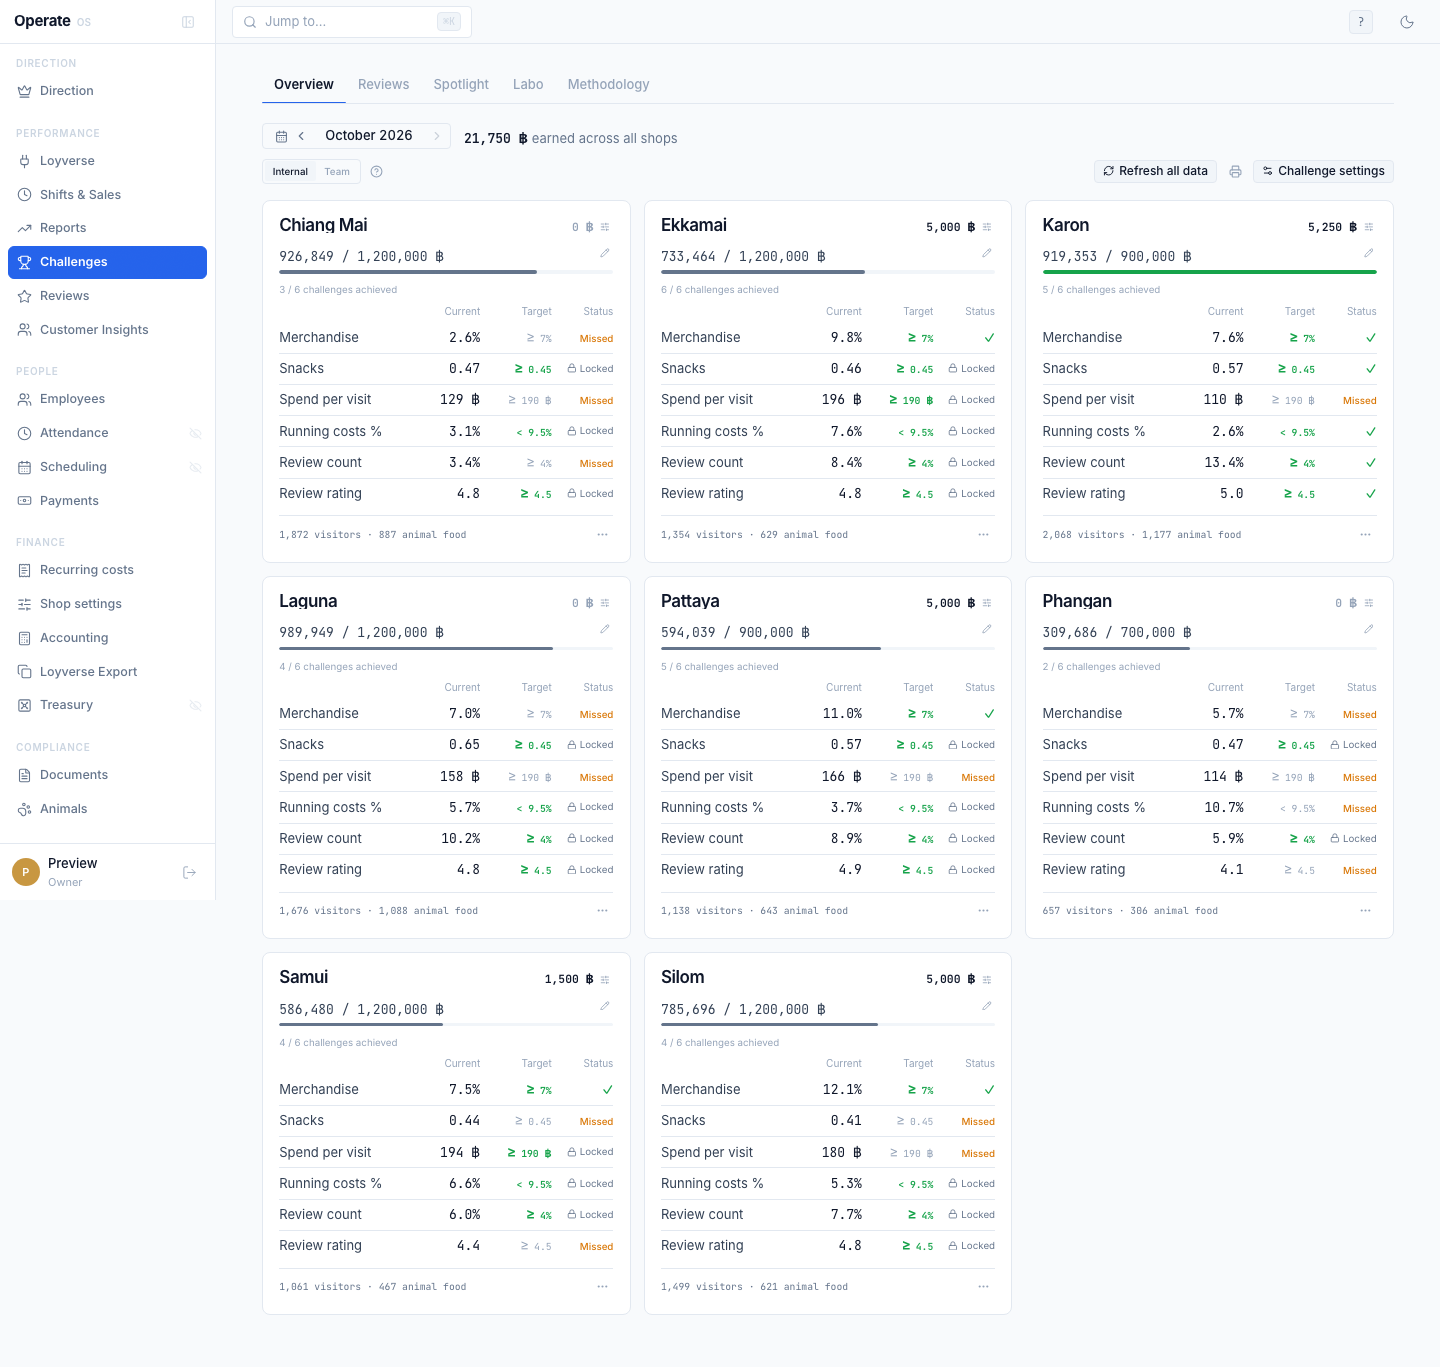 Operate OS
Jump to...
⌘K
?
DIRECTION
Direction
PERFORMANCE
Loyverse
Shifts & Sales
Reports
Challenges
Reviews
Customer Insights
PEOPLE
Employees
Attendance
Scheduling
Payments
FINANCE
Recurring costs
Shop settings
Accounting
Loyverse Export
Treasury
COMPLIANCE
Documents
Animals
P
Preview
Owner
Overview Reviews Spotlight Labo Methodology
October 2026
21,750 ฿ earned across all shops
Internal Team
Refresh all data
Challenge settings
Chiang Mai 0 ฿
926,849 / 1,200,000 ฿
3 / 6 challenges achieved
Current Target Status
Merchandise 2.6% ≥ 7% Missed
Snacks 0.47 ≥ 0.45 Locked
Spend per visit 129 ฿ ≥ 190 ฿ Missed
Running costs % 3.1% < 9.5% Locked
Review count 3.4% ≥ 4% Missed
Review rating 4.8 ≥ 4.5 Locked
1,872 visitors · 887 animal food
Ekkamai 5,000 ฿
733,464 / 1,200,000 ฿
6 / 6 challenges achieved
Current Target Status
Merchandise 9.8% ≥ 7% ✓
Snacks 0.46 ≥ 0.45 Locked
Spend per visit 196 ฿ ≥ 190 ฿ Locked
Running costs % 7.6% < 9.5% Locked
Review count 8.4% ≥ 4% Locked
Review rating 4.8 ≥ 4.5 Locked
1,354 visitors · 629 animal food
Karon 5,250 ฿
919,353 / 900,000 ฿
5 / 6 challenges achieved
Current Target Status
Merchandise 7.6% ≥ 7% ✓
Snacks 0.57 ≥ 0.45 ✓
Spend per visit 110 ฿ ≥ 190 ฿ Missed
Running costs % 2.6% < 9.5% ✓
Review count 13.4% ≥ 4% ✓
Review rating 5.0 ≥ 4.5 ✓
2,068 visitors · 1,177 animal food
Laguna 0 ฿
989,949 / 1,200,000 ฿
4 / 6 challenges achieved
Current Target Status
Merchandise 7.0% ≥ 7% Missed
Snacks 0.65 ≥ 0.45 Locked
Spend per visit 158 ฿ ≥ 190 ฿ Missed
Running costs % 5.7% < 9.5% Locked
Review count 10.2% ≥ 4% Locked
Review rating 4.8 ≥ 4.5 Locked
1,676 visitors · 1,088 animal food
Pattaya 5,000 ฿
594,039 / 900,000 ฿
5 / 6 challenges achieved
Current Target Status
Merchandise 11.0% ≥ 7% ✓
Snacks 0.57 ≥ 0.45 Locked
Spend per visit 166 ฿ ≥ 190 ฿ Missed
Running costs % 3.7% < 9.5% Locked
Review count 8.9% ≥ 4% Locked
Review rating 4.9 ≥ 4.5 Locked
1,138 visitors · 643 animal food
Phangan 0 ฿
309,686 / 700,000 ฿
2 / 6 challenges achieved
Current Target Status
Merchandise 5.7% ≥ 7% Missed
Snacks 0.47 ≥ 0.45 Locked
Spend per visit 114 ฿ ≥ 190 ฿ Missed
Running costs % 10.7% < 9.5% Missed
Review count 5.9% ≥ 4% Locked
Review rating 4.1 ≥ 4.5 Missed
657 visitors · 306 animal food
Samui 1,500 ฿
586,480 / 1,200,000 ฿
4 / 6 challenges achieved
Current Target Status
Merchandise 7.5% ≥ 7% ✓
Snacks 0.44 ≥ 0.45 Missed
Spend per visit 194 ฿ ≥ 190 ฿ Locked
Running costs % 6.6% < 9.5% Locked
Review count 6.0% ≥ 4% Locked
Review rating 4.4 ≥ 4.5 Missed
1,061 visitors · 467 animal food
Silom 5,000 ฿
785,696 / 1,200,000 ฿
4 / 6 challenges achieved
Current Target Status
Merchandise 12.1% ≥ 7% ✓
Snacks 0.41 ≥ 0.45 Missed
Spend per visit 180 ฿ ≥ 190 ฿ Missed
Running costs % 5.3% < 9.5% Locked
Review count 7.7% ≥ 4% Locked
Review rating 4.8 ≥ 4.5 Locked
1,499 visitors · 621 animal food